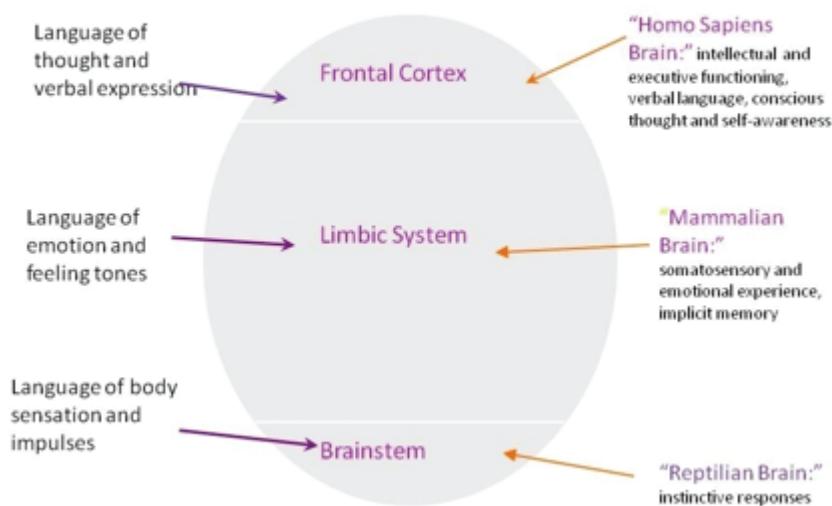 Language of
thought and
verbal expression
Frontal Cortex
"Homo Sapiens
Brain:" intellectual and
executive functioning,
verbal language, conscious
thought and self-awareness
Language of
emotion and
feeling tones
Limbic System
"Mammalian
Brain:"
somatosensory and
emotional experience,
implicit memory
Language of body
sensation and
impulses
Brainstem
"Reptilian Brain:"
instinctive responses